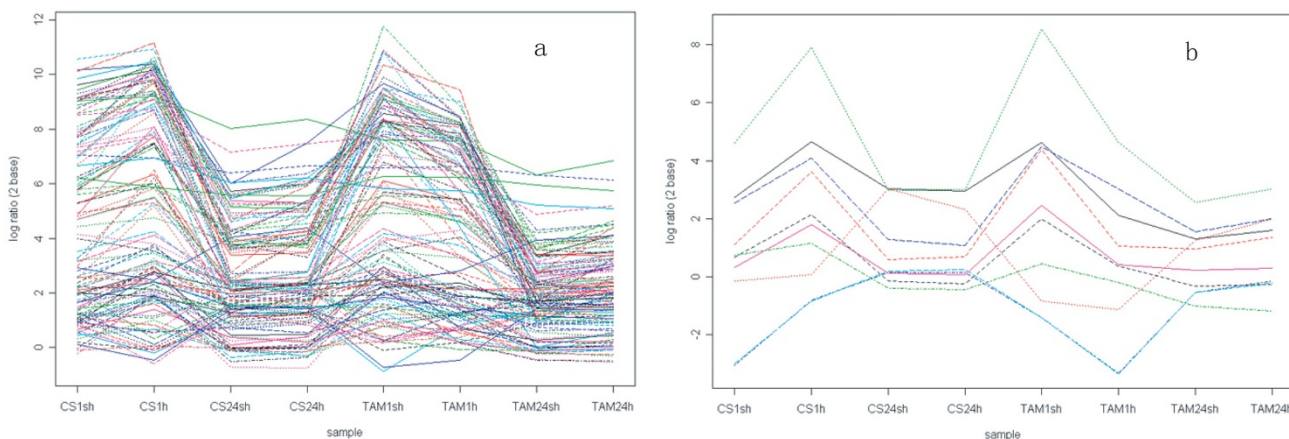 a
log ratio (2 base)
12
10
8
6
4
2
0
CS1sh CS1h CS24sh CS24h TAM1sh TAM1h TAM24sh TAM24h
sample
b
log ratio (2 base)
8
6
4
2
0
-2
CS1sh CS1h CS24sh CS24h TAM1sh TAM1h TAM24sh TAM24h
sample